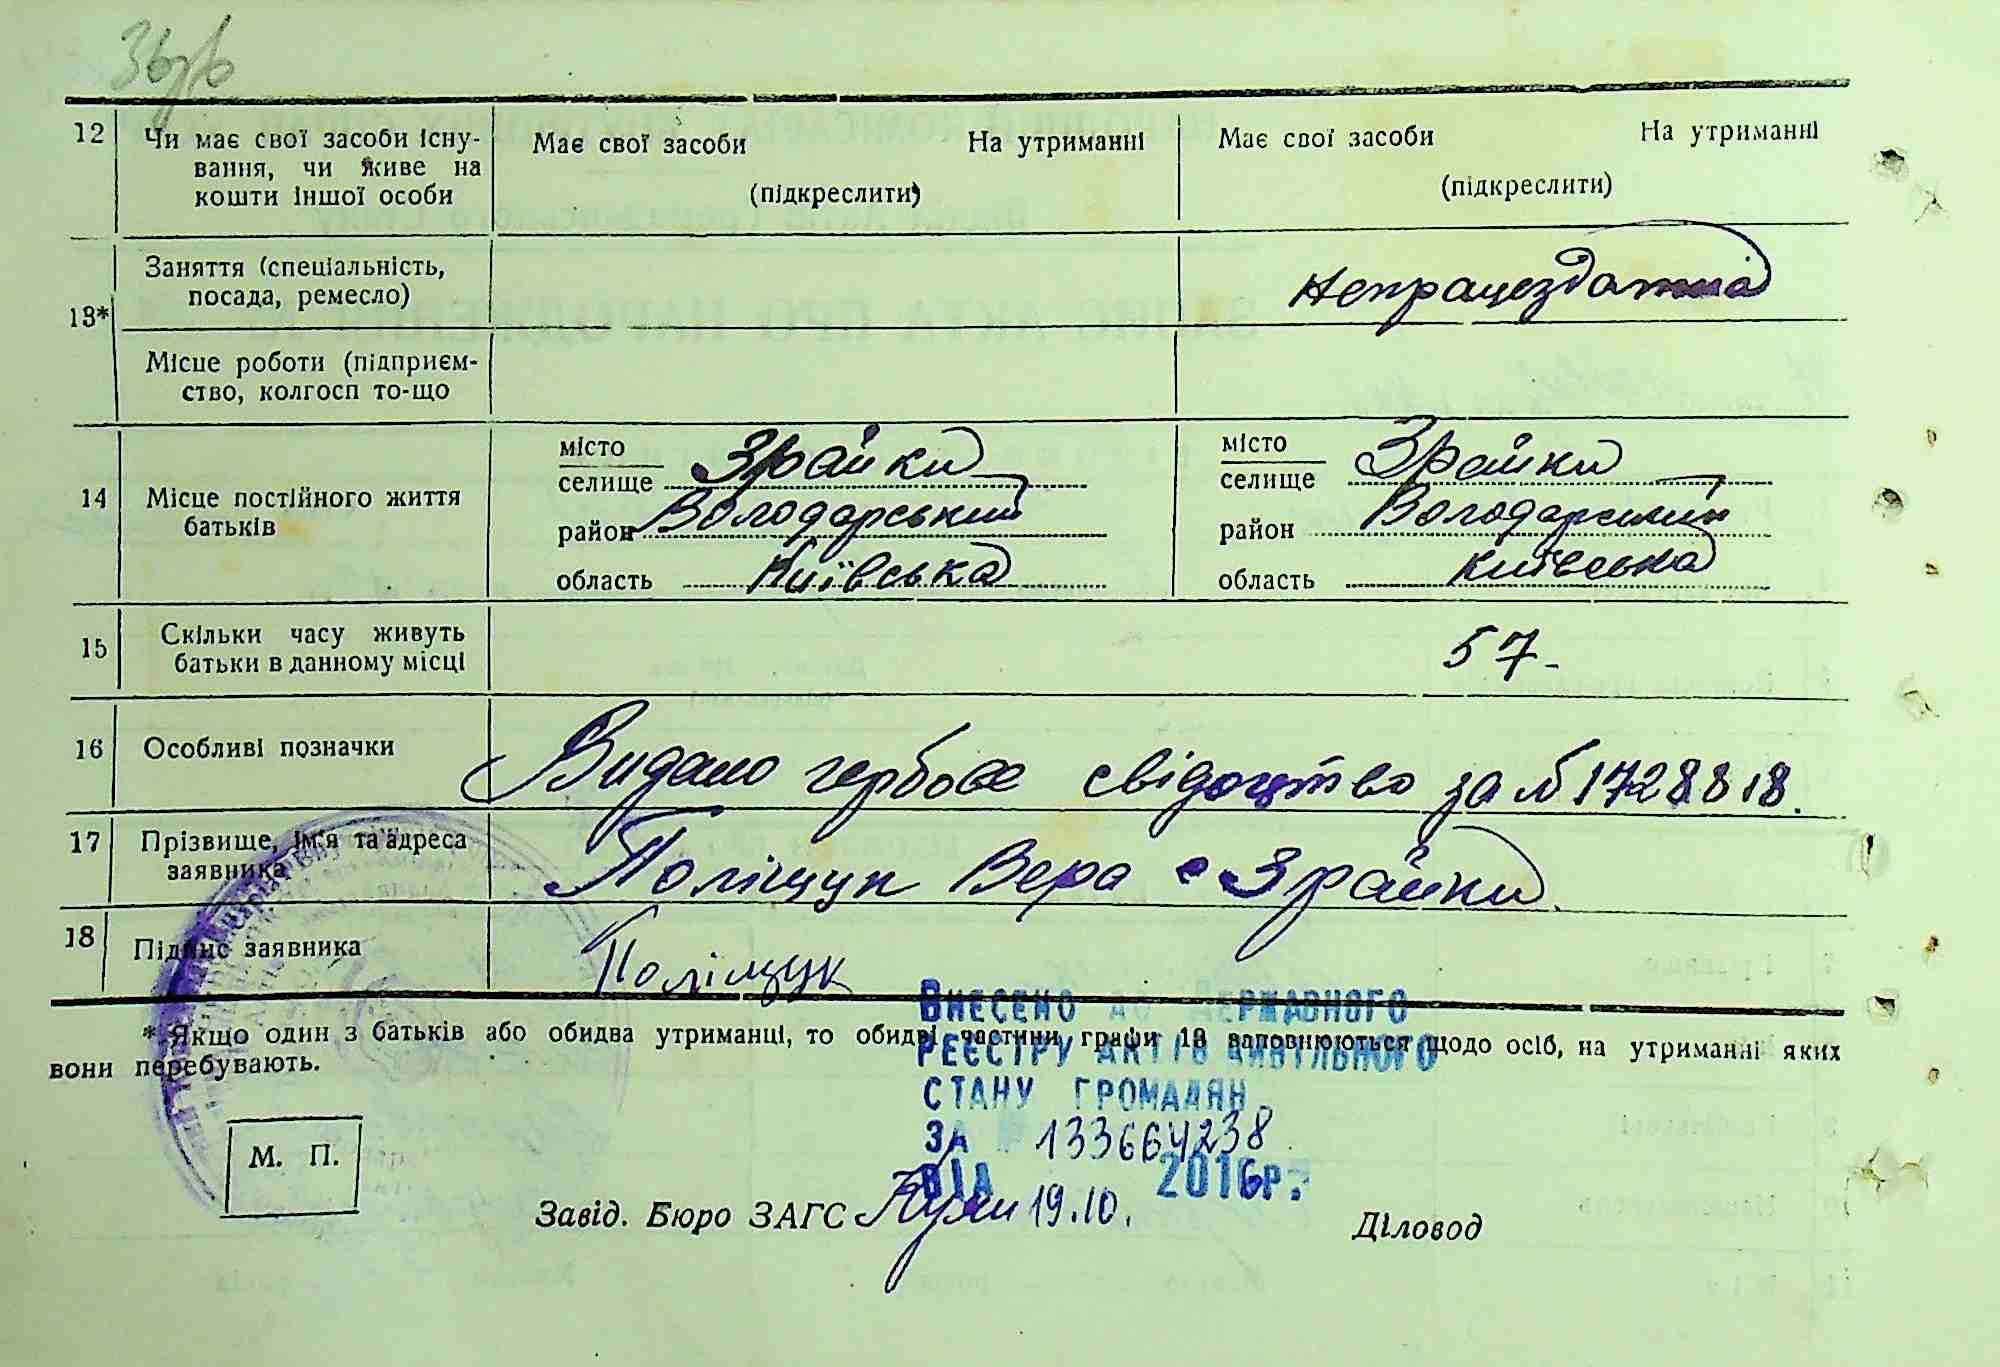 12 Чи має свої засоби існу-
вання, чи живе на
кошти іншої особи
Має свої засоби На утриманні
(підкреслити)
Має свої засоби На утриманні
(підкреслити)
13*
Заняття (спеціальність,
посада, ремесло)
Непрацездатна
Місце роботи (підприєм-
ство, колгосп то-що
14 Місце постійного життя
батьків
місто
селище Зрайки
район Володарський
область Київська
місто
селище Зрайки
район Володарський
область Київська
15 Скільки часу живуть
батьки в данному місці
57-
16 Особливі позначки
Видано гербове свідоцтво за № 1728818.
17 Прізвище, ім'я та адреса
заявника
Поліщук Вера с Зрайки
18 Підпис заявника
Поліщук
* Якщо один з батьків або обидва утриманці, то обидві частини графи 13 заповнюються щодо осіб, на утриманні яких
вони перебувають.
Внесено до Державного
реєстру актів цивільного
стану громадян
за № 133664238
від 19.10. 2016р.
М. П.
Завід. Бюро ЗАГС
Діловод